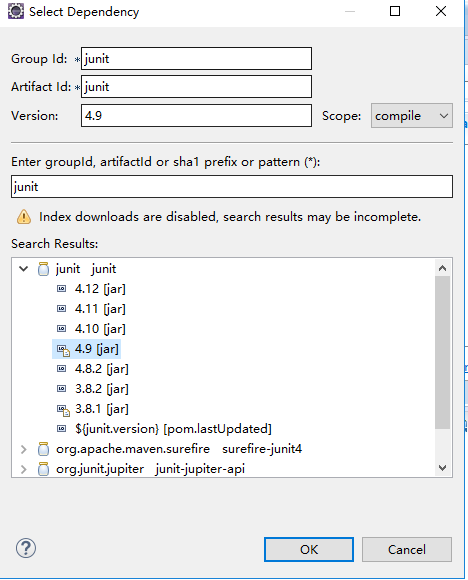 Select Dependency
Group Id: * junit
Artifact Id: * junit
Version: 4.9 Scope: compile
Enter groupId, artifactId or sha1 prefix or pattern (*):
junit
Index downloads are disabled, search results may be incomplete.
Search Results:
junit junit
4.12 [jar]
4.11 [jar]
4.10 [jar]
4.9 [jar]
4.8.2 [jar]
3.8.2 [jar]
3.8.1 [jar]
${junit.version} [pom.lastUpdated]
org.apache.maven.surefire surefire-junit4
org.junit.jupiter junit-jupiter-api
OK Cancel